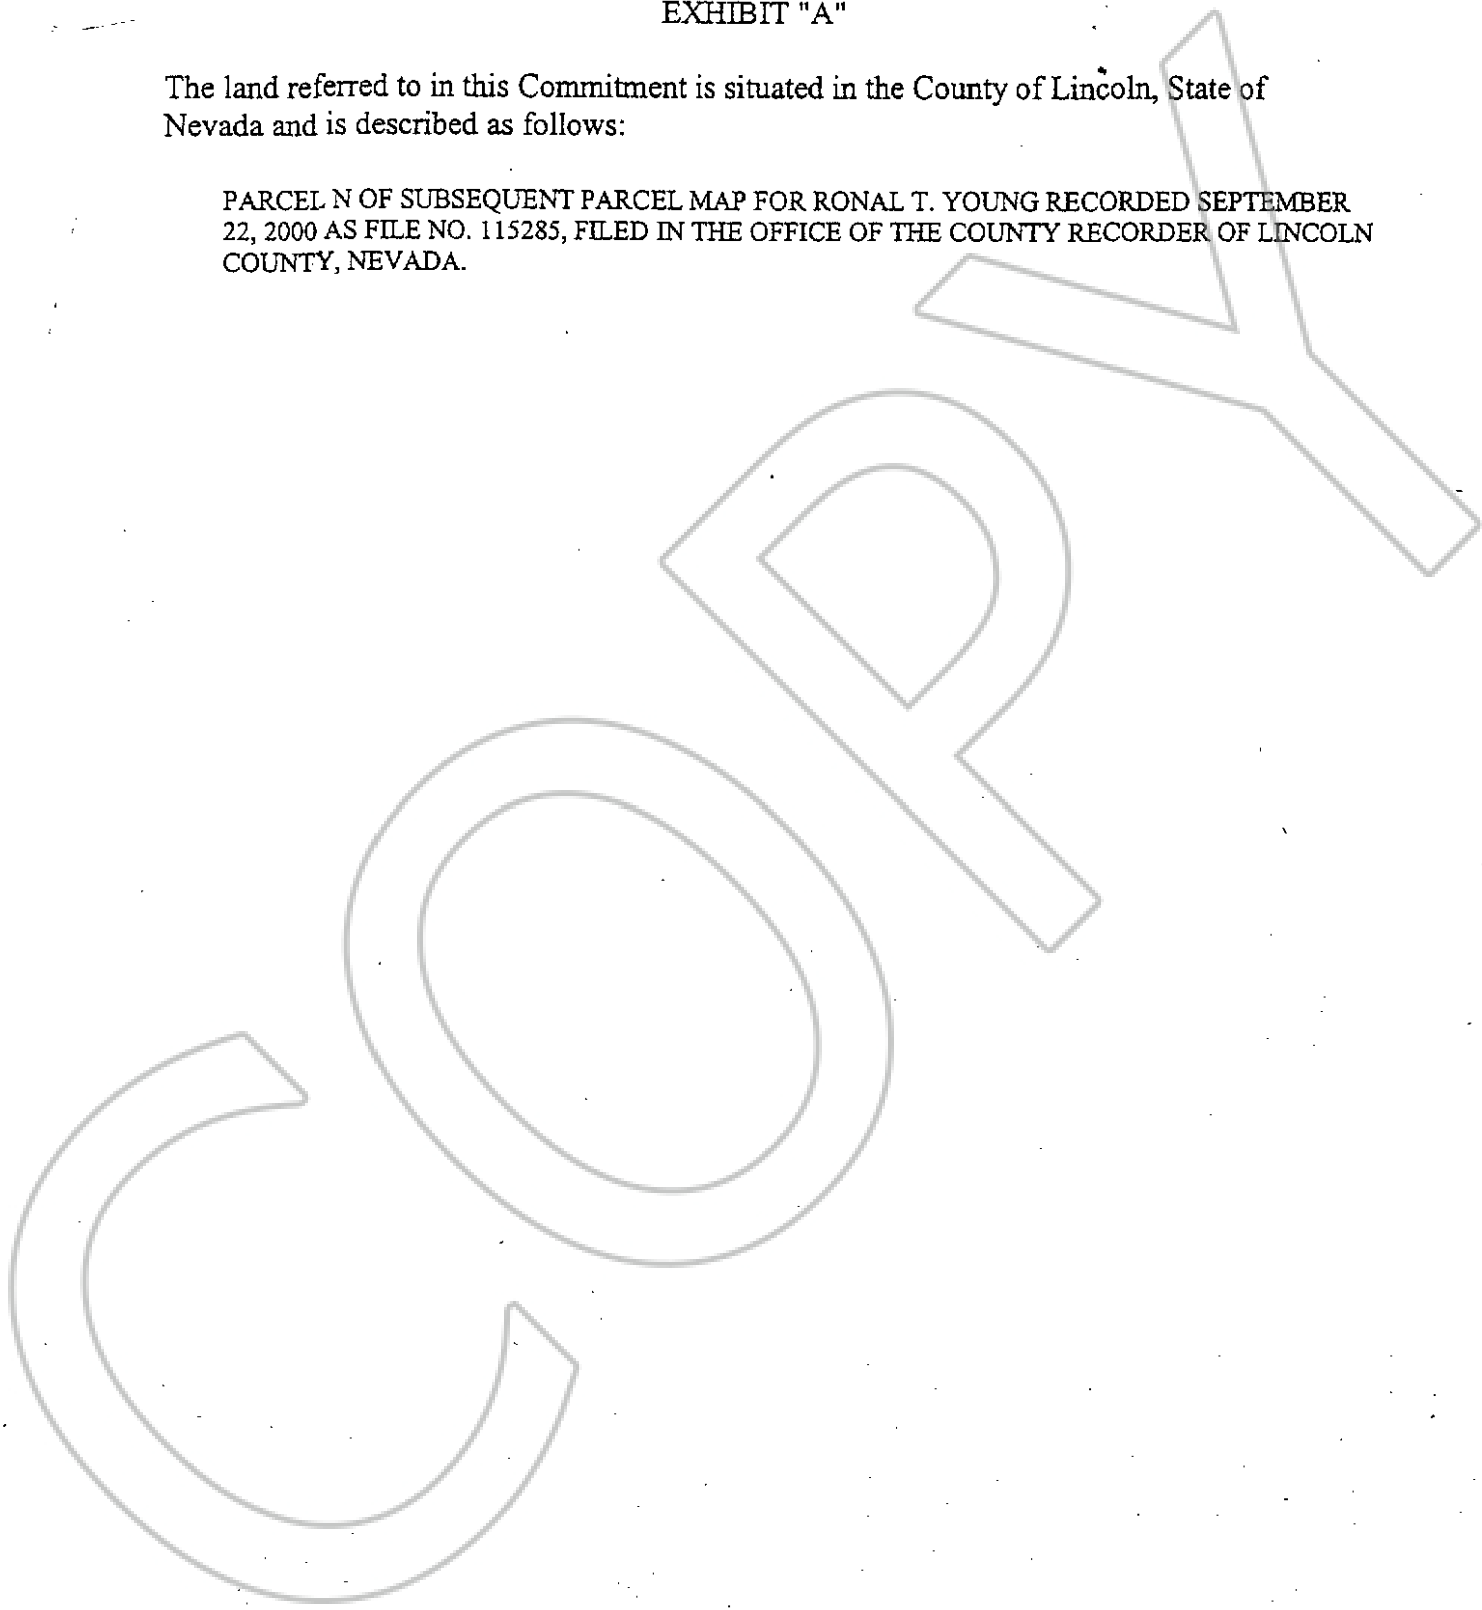 EXHIBIT "A"
The land referred to in this Commitment is situated in the County of Lincoln, State of
Nevada and is described as follows:
PARCEL N OF SUBSEQUENT PARCEL MAP FOR RONAL T. YOUNG RECORDED SEPTEMBER
22, 2000 AS FILE NO. 115285, FILED IN THE OFFICE OF THE COUNTY RECORDER OF LINCOLN
COUNTY, NEVADA.
COPY